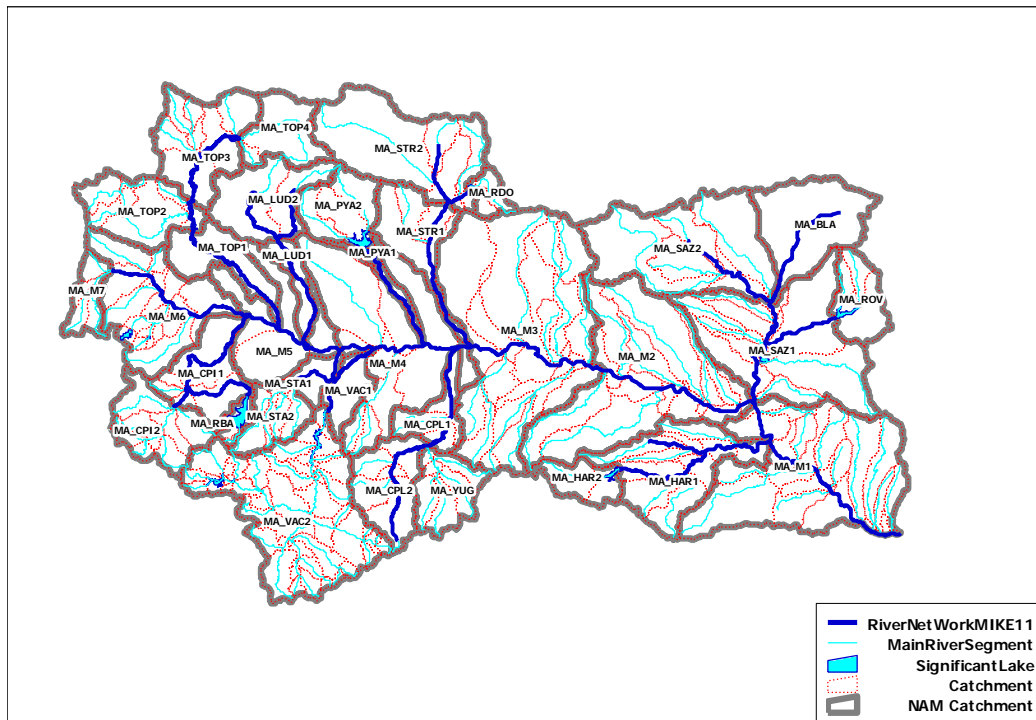 MA_TOP4
MA_STR2
MA_TOP3
MA_RDO
MA_LUD2
MA_PYA2
MA_TOP2
MA_BLA
MA_STR1
MA_TOP1
MA_SAZ2
MA_LUD1
MA_PYA1
MA_M7
MA_ROV
MA_M6
MA_M3
MA_M5
MA_SAZ1
MA_M2
MA_M4
MA_CPI1
MA_STA1
MA_VAC1
MA_STA2
MA_RBA
MA_CPL1
MA_CPI2
MA_M1
MA_HAR2
MA_HAR1
MA_CPL2
MA_YUG
MA_VAC2
RiverNetWorkMIKE11
MainRiverSegment
SignificantLake
Catchment
NAM Catchment